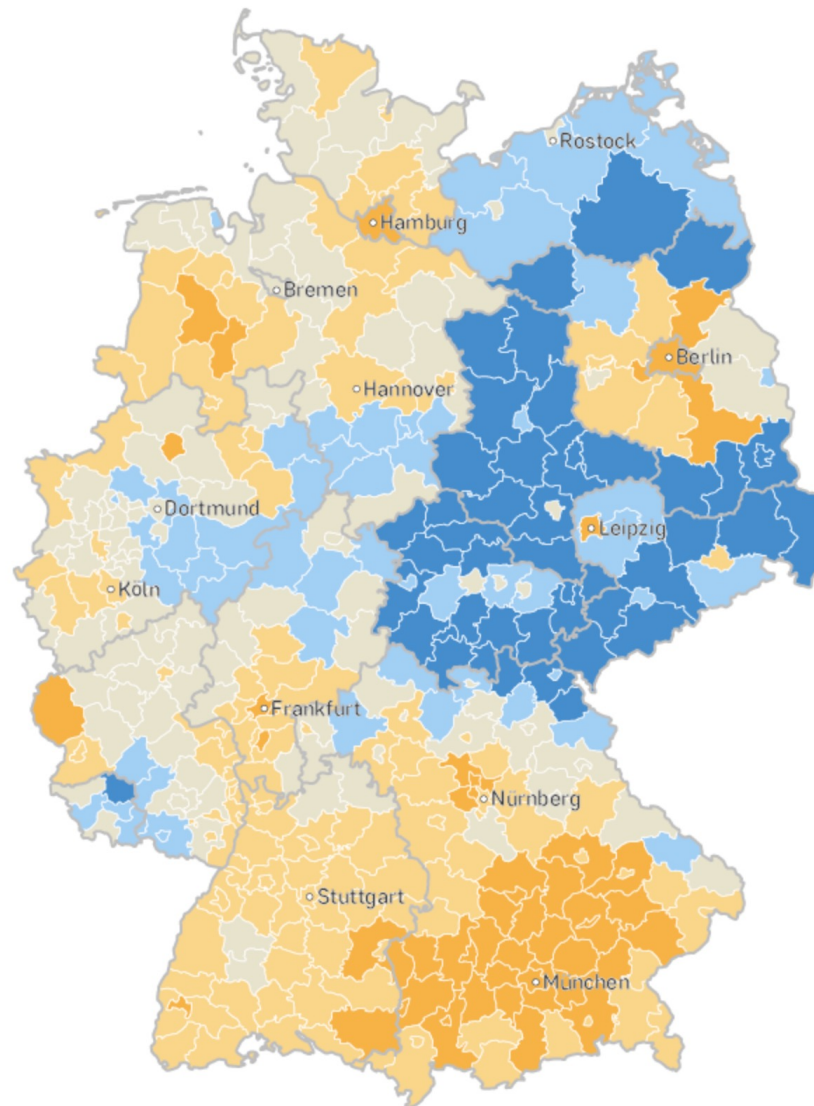 Rostock
Hamburg
Bremen
Berlin
Hannover
Dortmund
Leipzig
Köln
Frankfurt
Nürnberg
Stuttgart
München